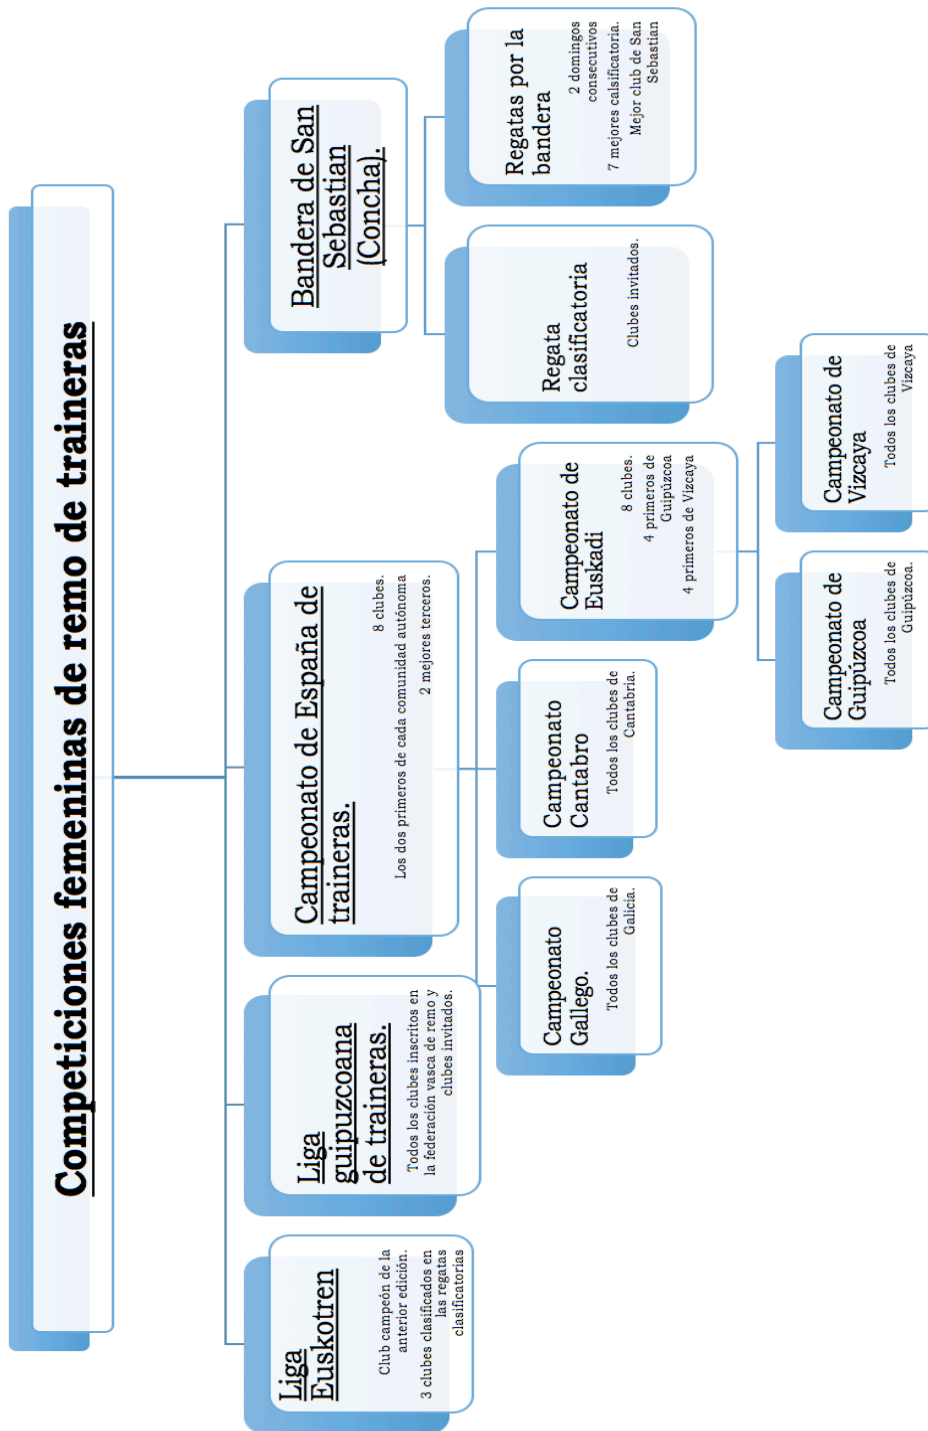 Competiciones femeninas de remo de traineras
Liga
Euskotren
Club campeón de la
anterior edición.
3 clubes clasificados en
las regatas
clasificatorias
Liga
guipuzcoana
de traineras.
Todos los clubes inscritos en
la federación vasca de remo y
clubes invitados.
Campeonato de España de
traineras.
8 clubes.
Los dos primeros de cada comunidad autónoma
2 mejores terceros.
Campeonato
Gallego.
Todos los clubes de
Galicia.
Campeonato
Cantabro
Todos los clubes de
Cantabria.
Campeonato de
Euskadi
8 clubes.
4 primeros de
Guipúzcoa
4 primeros de Vizcaya
Campeonato de
Guipúzcoa
Todos los clubes de
Guipúzcoa.
Campeonato de
Vizcaya
Todos los clubes de
Vizcaya
Bandera de San
Sebastian
(Concha).
Regata
clasificatoria
Clubes invitados.
Regatas por la
bandera
2 domingos
consecutivos
7 mejores calsificatoria.
Mejor club de San
Sebastian